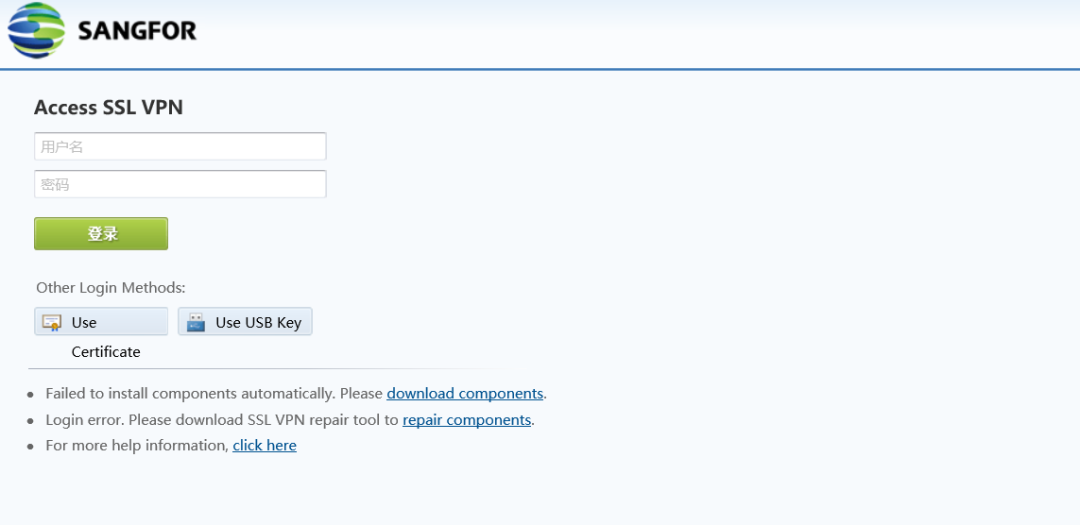 SANGFOR
Access SSL VPN
用户名
密码
登录
Other Login Methods:
Use Certificate
Use USB Key
Failed to install components automatically. Please download components.
Login error. Please download SSL VPN repair tool to repair components.
For more help information, click here